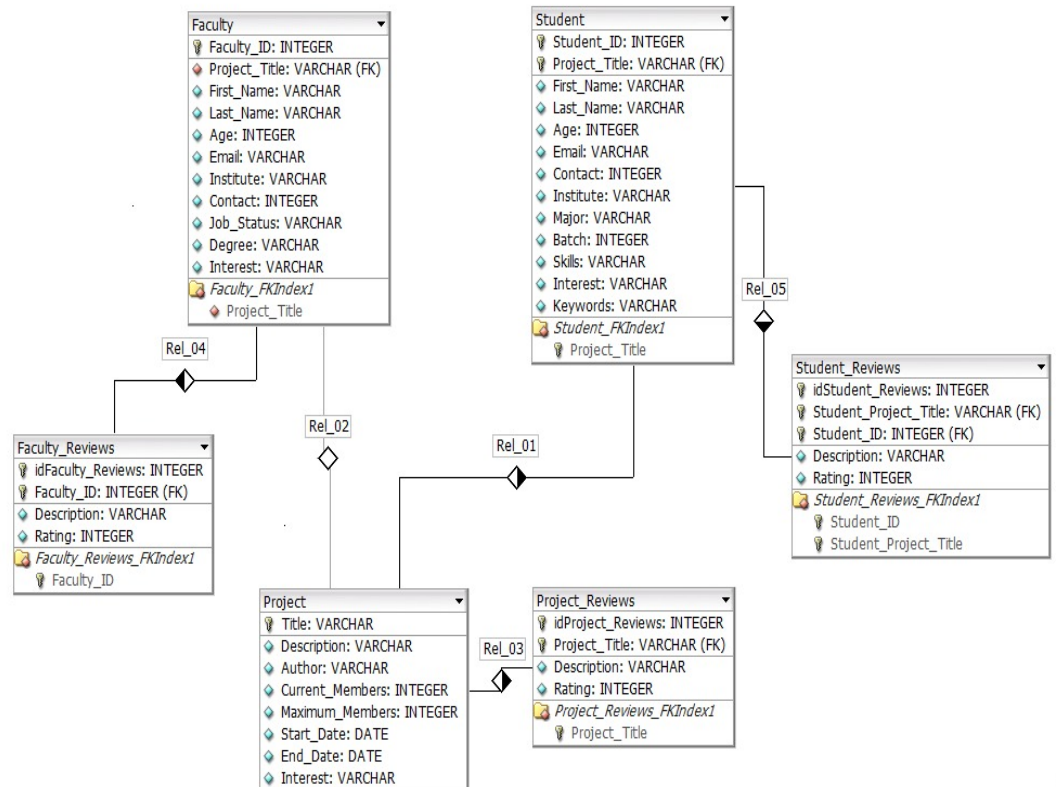 Faculty
Faculty_ID: INTEGER
Project_Title: VARCHAR (FK)
First_Name: VARCHAR
Last_Name: VARCHAR
Age: INTEGER
Email: VARCHAR
Institute: VARCHAR
Contact: INTEGER
Job_Status: VARCHAR
Degree: VARCHAR
Interest: VARCHAR
Faculty_FKIndex1
Project_Title
Student
Student_ID: INTEGER
Project_Title: VARCHAR (FK)
First_Name: VARCHAR
Last_Name: VARCHAR
Age: INTEGER
Email: VARCHAR
Contact: INTEGER
Institute: VARCHAR
Major: VARCHAR
Batch: INTEGER
Skills: VARCHAR
Interest: VARCHAR
Keywords: VARCHAR
Student_FKIndex1
Project_Title
Rel_05
Rel_04
Student_Reviews
idStudent_Reviews: INTEGER
Student_Project_Title: VARCHAR (FK)
Student_ID: INTEGER (FK)
Description: VARCHAR
Rating: INTEGER
Student_Reviews_FKIndex1
Student_ID
Student_Project_Title
Rel_02
Rel_01
Faculty_Reviews
idFaculty_Reviews: INTEGER
Faculty_ID: INTEGER (FK)
Description: VARCHAR
Rating: INTEGER
Faculty_Reviews_FKIndex1
Faculty_ID
Project
Title: VARCHAR
Description: VARCHAR
Author: VARCHAR
Current_Members: INTEGER
Maximum_Members: INTEGER
Start_Date: DATE
End_Date: DATE
Interest: VARCHAR
Rel_03
Project_Reviews
idProject_Reviews: INTEGER
Project_Title: VARCHAR (FK)
Description: VARCHAR
Rating: INTEGER
Project_Reviews_FKIndex1
Project_Title